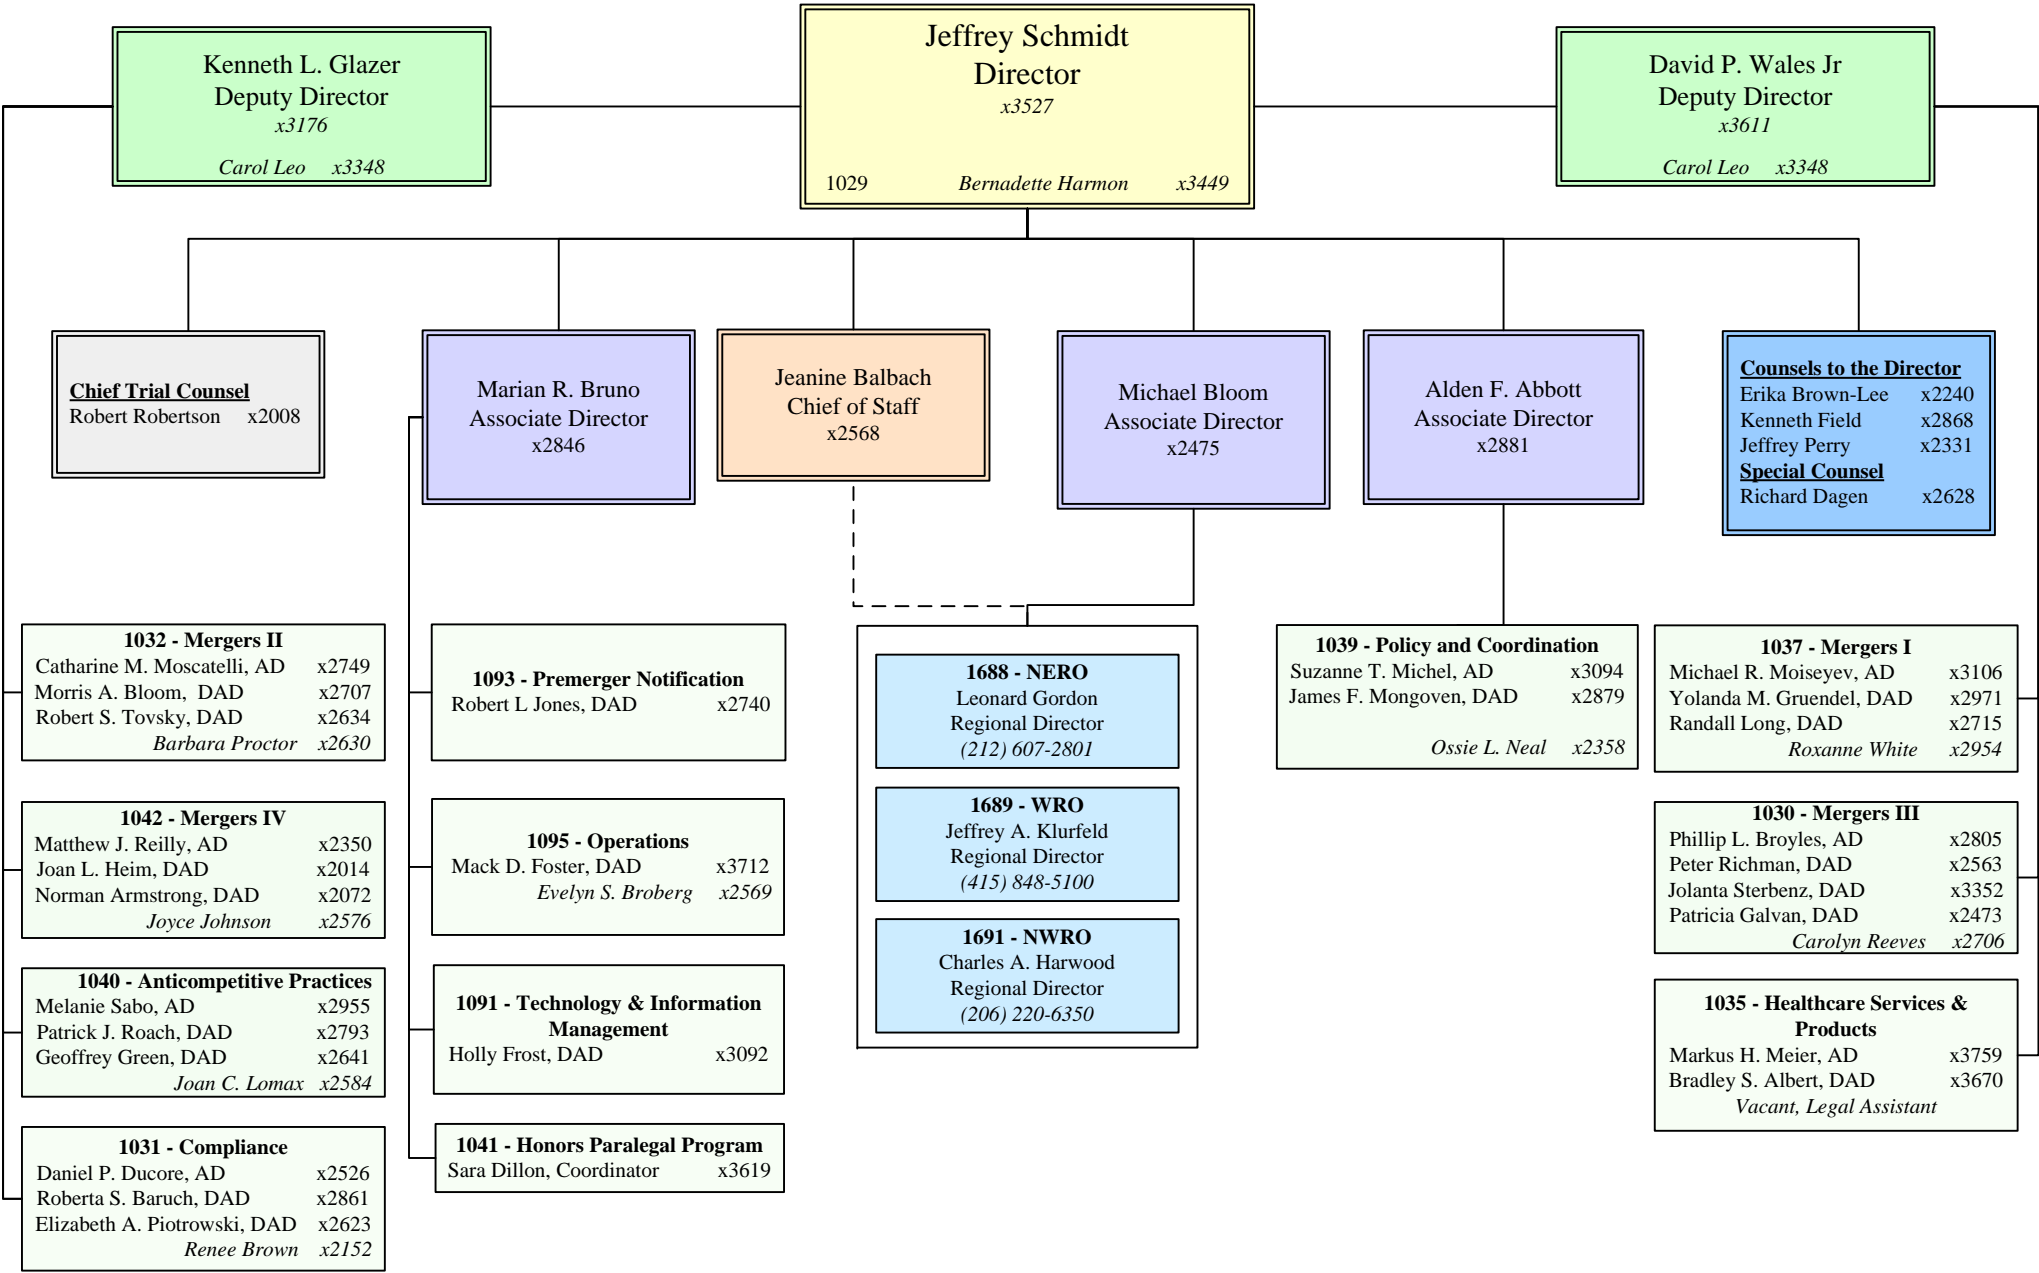 Kenneth L. Glazer
Deputy Director
x3176
Carol Leo x3348
Jeffrey Schmidt
Director
x3527
1029 Bernadette Harmon x3449
David P. Wales Jr
Deputy Director
x3611
Carol Leo x3348
Chief Trial Counsel
Robert Robertson x2008
Marian R. Bruno
Associate Director
x2846
Jeanine Balbach
Chief of Staff
x2568
Michael Bloom
Associate Director
x2475
Alden F. Abbott
Associate Director
x2881
Counsels to the Director
Erika Brown-Lee x2240
Kenneth Field x2868
Jeffrey Perry x2331
Special Counsel
Richard Dagen x2628
1032 - Mergers II
Catharine M. Moscatelli, AD x2749
Morris A. Bloom, DAD x2707
Robert S. Tovsky, DAD x2634
Barbara Proctor x2630
1042 - Mergers IV
Matthew J. Reilly, AD x2350
Joan L. Heim, DAD x2014
Norman Armstrong, DAD x2072
Joyce Johnson x2576
1040 - Anticompetitive Practices
Melanie Sabo, AD x2955
Patrick J. Roach, DAD x2793
Geoffrey Green, DAD x2641
Joan C. Lomax x2584
1031 - Compliance
Daniel P. Ducore, AD x2526
Roberta S. Baruch, DAD x2861
Elizabeth A. Piotrowski, DAD x2623
Renee Brown x2152
1093 - Premerger Notification
Robert L Jones, DAD x2740
1095 - Operations
Mack D. Foster, DAD x3712
Evelyn S. Broberg x2569
1091 - Technology & Information
Management
Holly Frost, DAD x3092
1041 - Honors Paralegal Program
Sara Dillon, Coordinator x3619
1688 - NERO
Leonard Gordon
Regional Director
(212) 607-2801
1689 - WRO
Jeffrey A. Klurfeld
Regional Director
(415) 848-5100
1691 - NWRO
Charles A. Harwood
Regional Director
(206) 220-6350
1039 - Policy and Coordination
Suzanne T. Michel, AD x3094
James F. Mongoven, DAD x2879
Ossie L. Neal x2358
1037 - Mergers I
Michael R. Moiseyev, AD x3106
Yolanda M. Gruendel, DAD x2971
Randall Long, DAD x2715
Roxanne White x2954
1030 - Mergers III
Phillip L. Broyles, AD x2805
Peter Richman, DAD x2563
Jolanta Sterbenz, DAD x3352
Patricia Galvan, DAD x2473
Carolyn Reeves x2706
1035 - Healthcare Services &
Products
Markus H. Meier, AD x3759
Bradley S. Albert, DAD x3670
Vacant, Legal Assistant